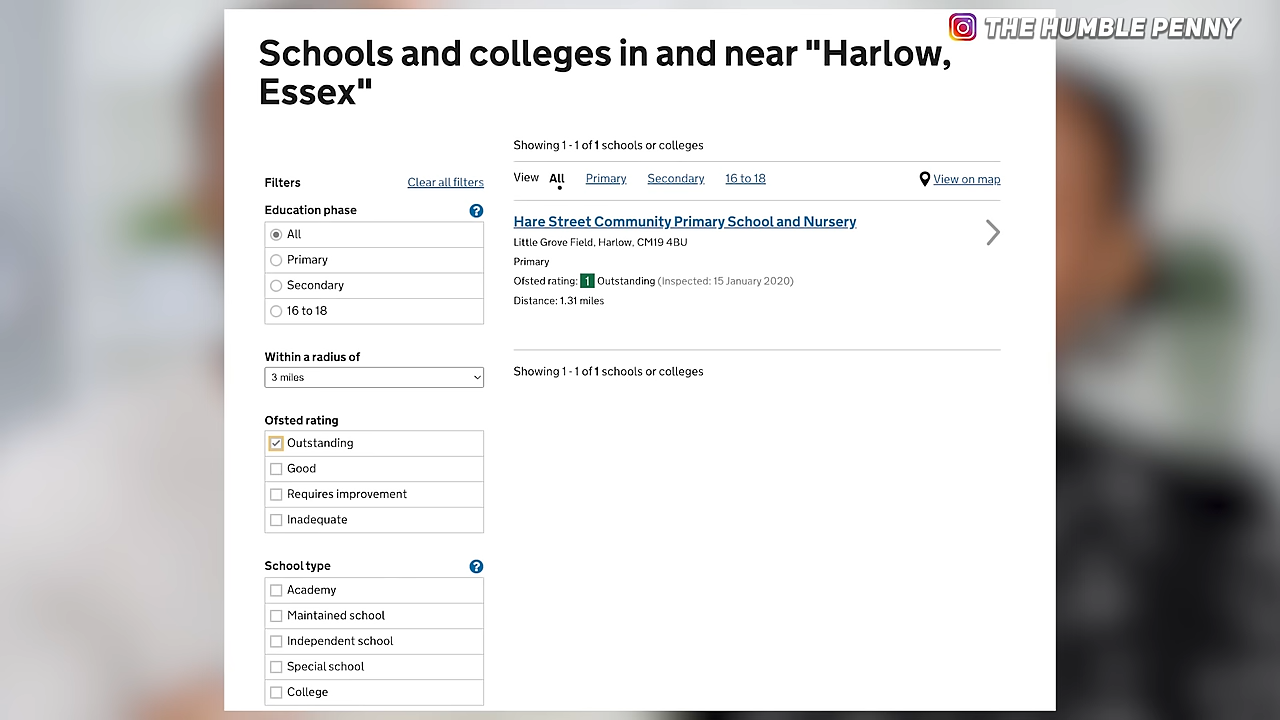 THE HUMBLE PENNY
Schools and colleges in and near "Harlow,
Essex"
Filters
Clear all filters
Education phase
?
All
Primary
Secondary
16 to 18
Within a radius of
3 miles
Ofsted rating
Outstanding
Good
Requires improvement
Inadequate
School type
?
Academy
Maintained school
Independent school
Special school
College
Showing 1 - 1 of 1 schools or colleges
View All Primary Secondary 16 to 18 View on map
Hare Street Community Primary School and Nursery
Little Grove Field, Harlow, CM19 4BU
Primary
Ofsted rating: 1 Outstanding (Inspected: 15 January 2020)
Distance: 1.31 miles
Showing 1 - 1 of 1 schools or colleges